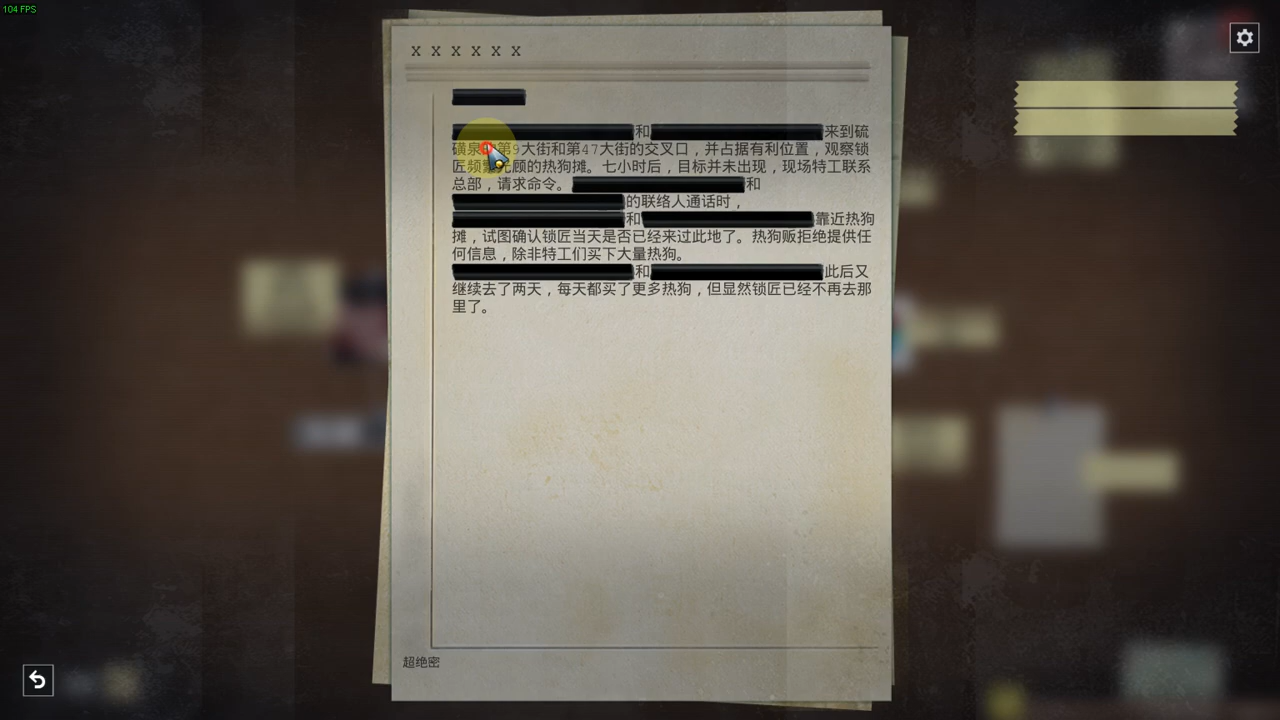 104 FPS
X X X X X X
和 来到硫
磺泉 第9大街和第47大街的交叉口，并占据有利位置，观察锁
匠频繁光顾的热狗摊。七小时后，目标并未出现，现场特工联系
总部，请求命令。 和
的联络人通话时，
和 靠近热狗
摊，试图确认锁匠当天是否已经来过此地了。热狗贩拒绝提供任
何信息，除非特工们买下大量热狗。
和 此后又
继续去了两天，每天都买了更多热狗，但显然锁匠已经不再去那
里了。
超绝密